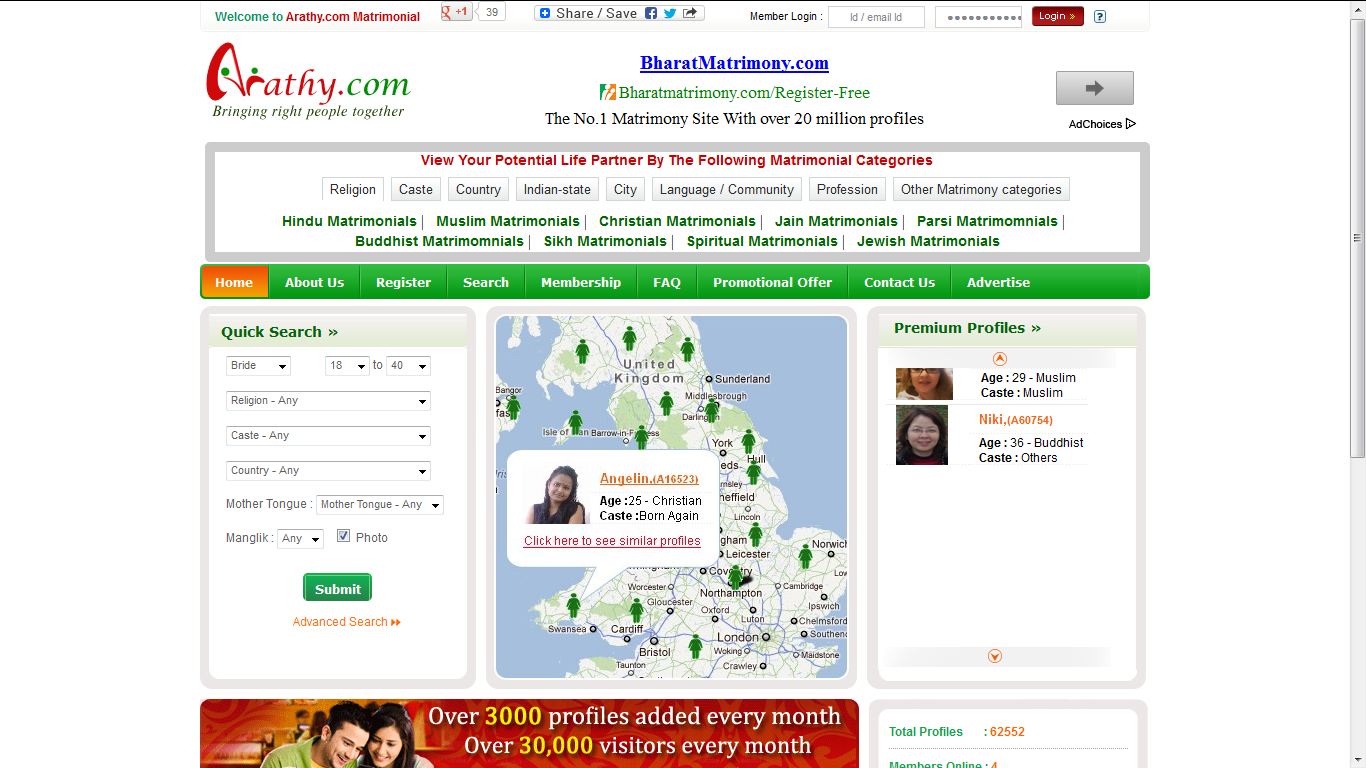 Welcome to Arathy.com Matrimonial
+1
39
Share / Save
Member Login :
Id / email Id
Login »
?
Arathy.com
Bringing right people together
BharatMatrimony.com
Bharatmatrimony.com/Register-Free
The No.1 Matrimony Site With over 20 million profiles
AdChoices
View Your Potential Life Partner By The Following Matrimonial Categories
Religion Caste Country Indian-state City Language / Community Profession Other Matrimony categories
Hindu Matrimonials | Muslim Matrimonials | Christian Matrimonials | Jain Matrimonials | Parsi Matrimomnials |
Buddhist Matrimomnials | Sikh Matrimonials | Spiritual Matrimonials | Jewish Matrimonials
Home About Us Register Search Membership FAQ Promotional Offer Contact Us Advertise
Quick Search »
Bride 18 to 40
Religion - Any
Caste - Any
Country - Any
Mother Tongue : Mother Tongue - Any
Manglik : Any Photo
Submit
Advanced Search
United
Kingdom
Sunderland
Middlesbrough
Darlington
Bangor
Isle of Man
Barrow-in-Furness
York
Hull
Leeds
Barnsley
Sheffield
Lincoln
Angelin.(A16523)
Age :25 - Christian
Caste :Born Again
Click here to see similar profiles
Leicester
Norwich
Coventry
Worcester
Northampton
Cambridge
Gloucester
Ipswich
Oxford
Luton
Swansea
Cardiff
Chelmsford
London
Bristol
Woking
Maidstone
Taunton
Crawley
Premium Profiles »
Age : 29 - Muslim
Caste : Muslim
Niki,(A60754)
Age : 36 - Buddhist
Caste : Others
Over 3000 profiles added every month
Over 30,000 visitors every month
Total Profiles : 62552
Members Online : 4